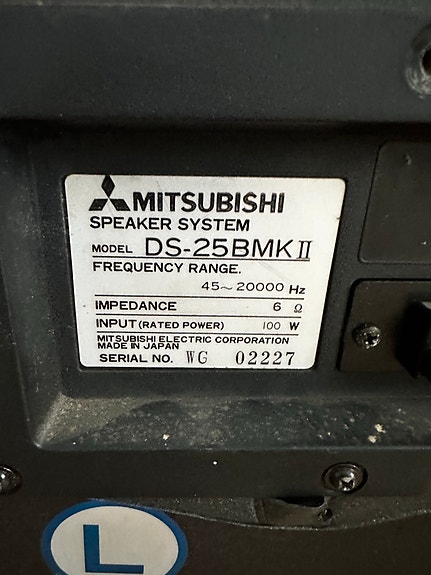 MITSUBISHI
SPEAKER SYSTEM
MODEL DS-25BMKII
FREQUENCY RANGE.
45~20000 Hz
IMPEDANCE 6 Ω
INPUT (RATED POWER) 100 W
MITSUBISHI ELECTRIC CORPORATION
MADE IN JAPAN
SERIAL NO. WG 02227
L